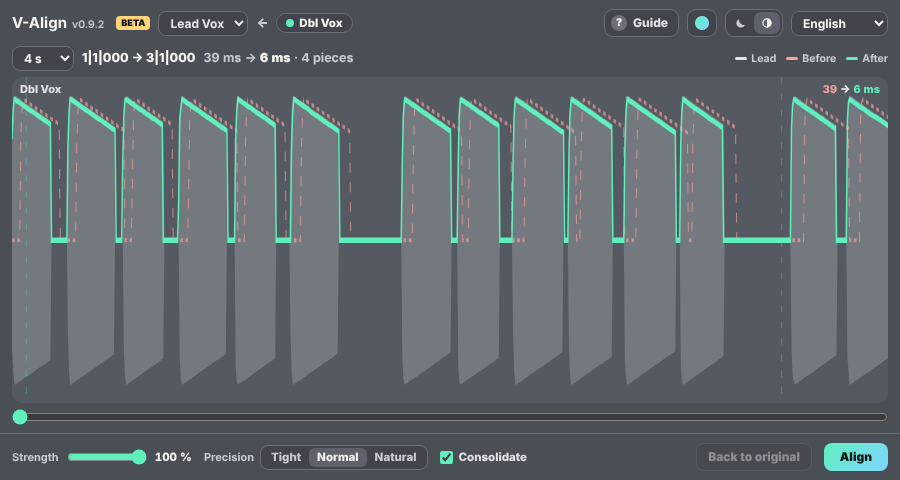 V-Align v0.9.2 BETA Lead Vox ← Dbl Vox ? Guide English
4 s 1|1|000 → 3|1|000 39 ms → 6 ms · 4 pieces Lead Before After
Dbl Vox 39 → 6 ms
Strength 100 % Precision Tight Normal Natural Consolidate Back to original Align